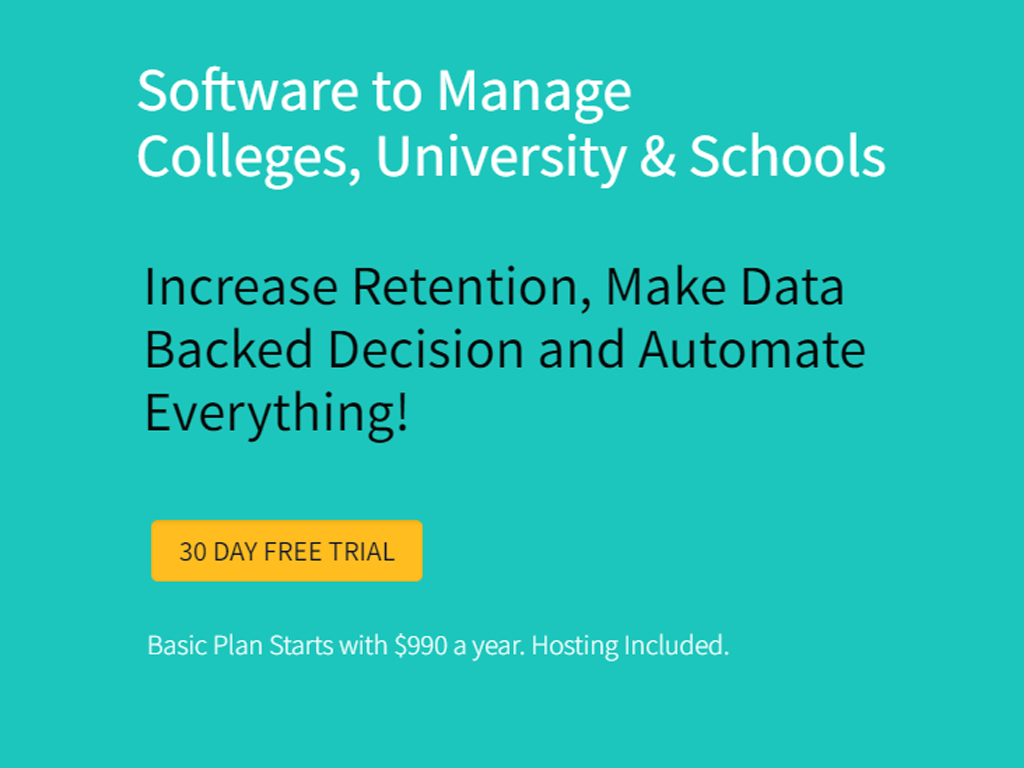 Software to Manage
Colleges, University & Schools
Increase Retention, Make Data
Backed Decision and Automate
Everything!
30 DAY FREE TRIAL
Basic Plan Starts with $990 a year. Hosting Included.